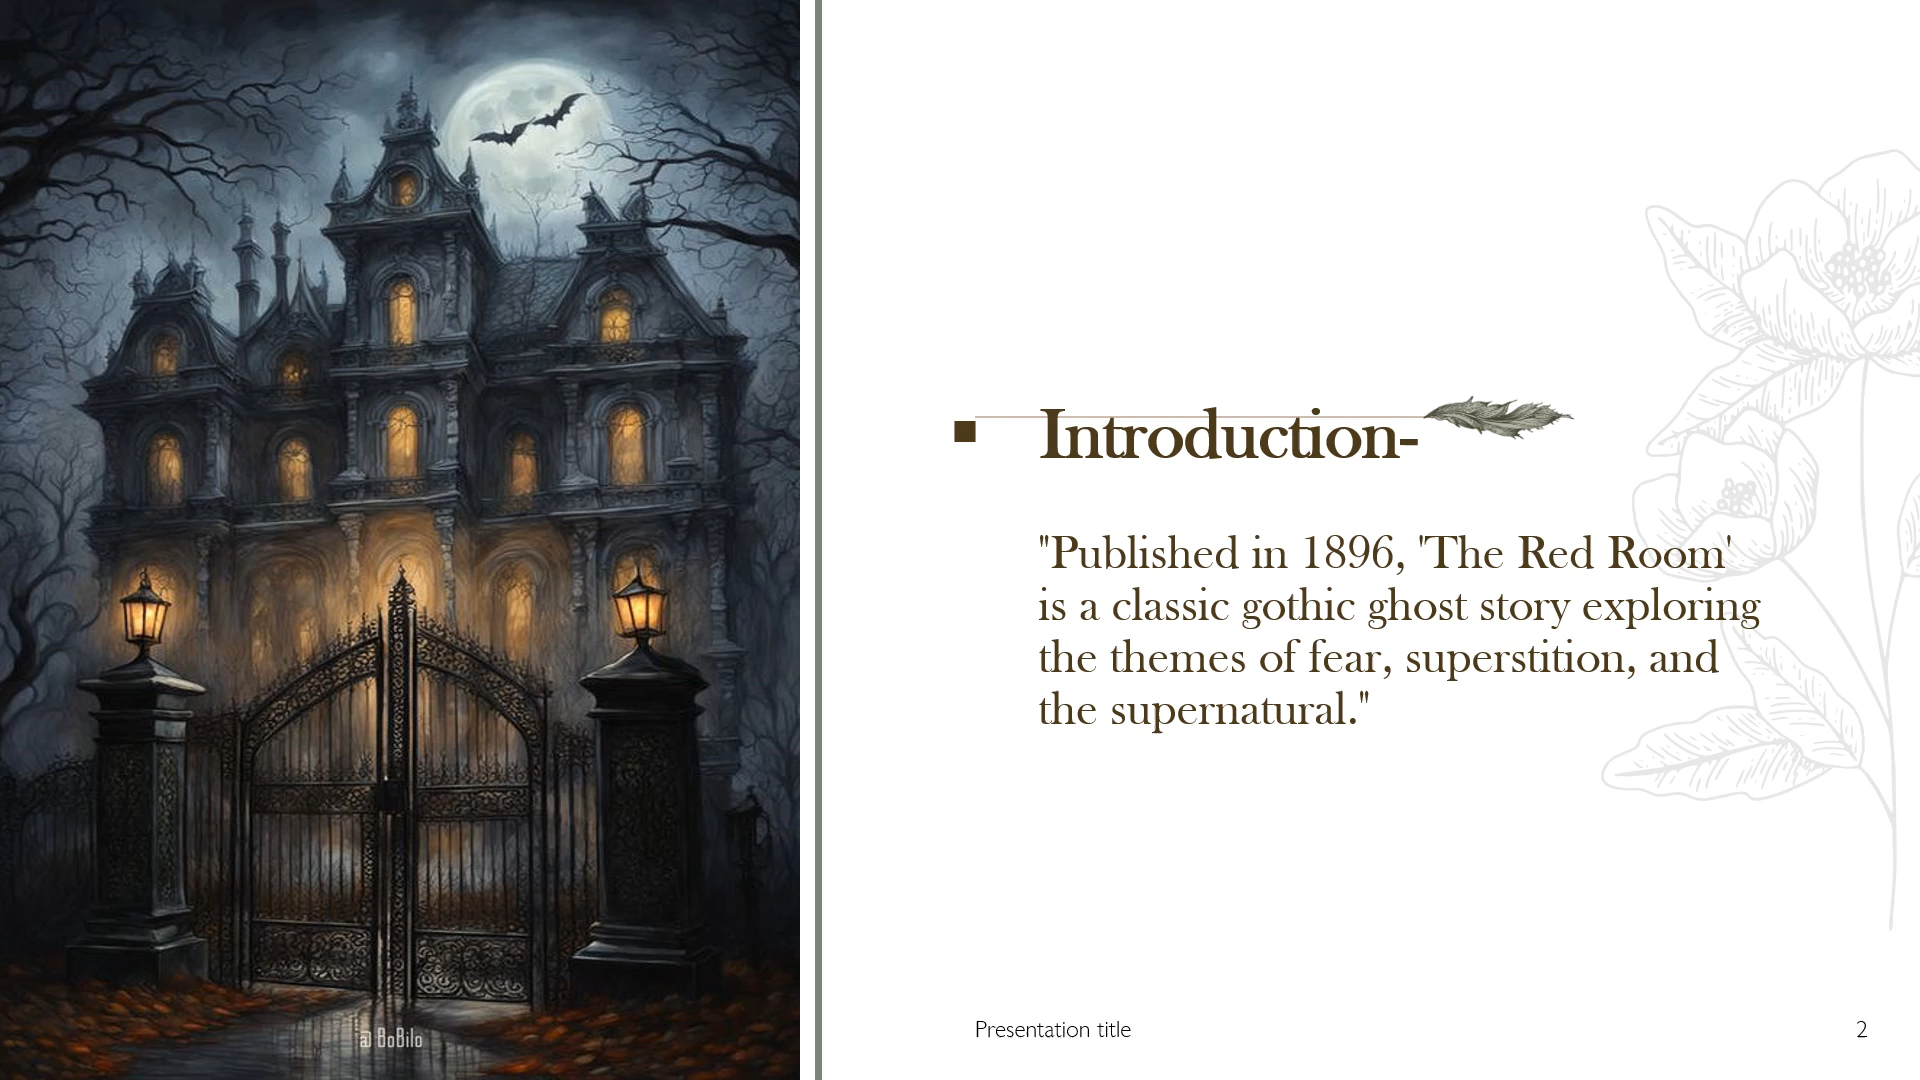 Introduction-
"Published in 1896, 'The Red Room'
is a classic gothic ghost story exploring
the themes of fear, superstition, and
the supernatural."
@ BoBilo
Presentation title
2